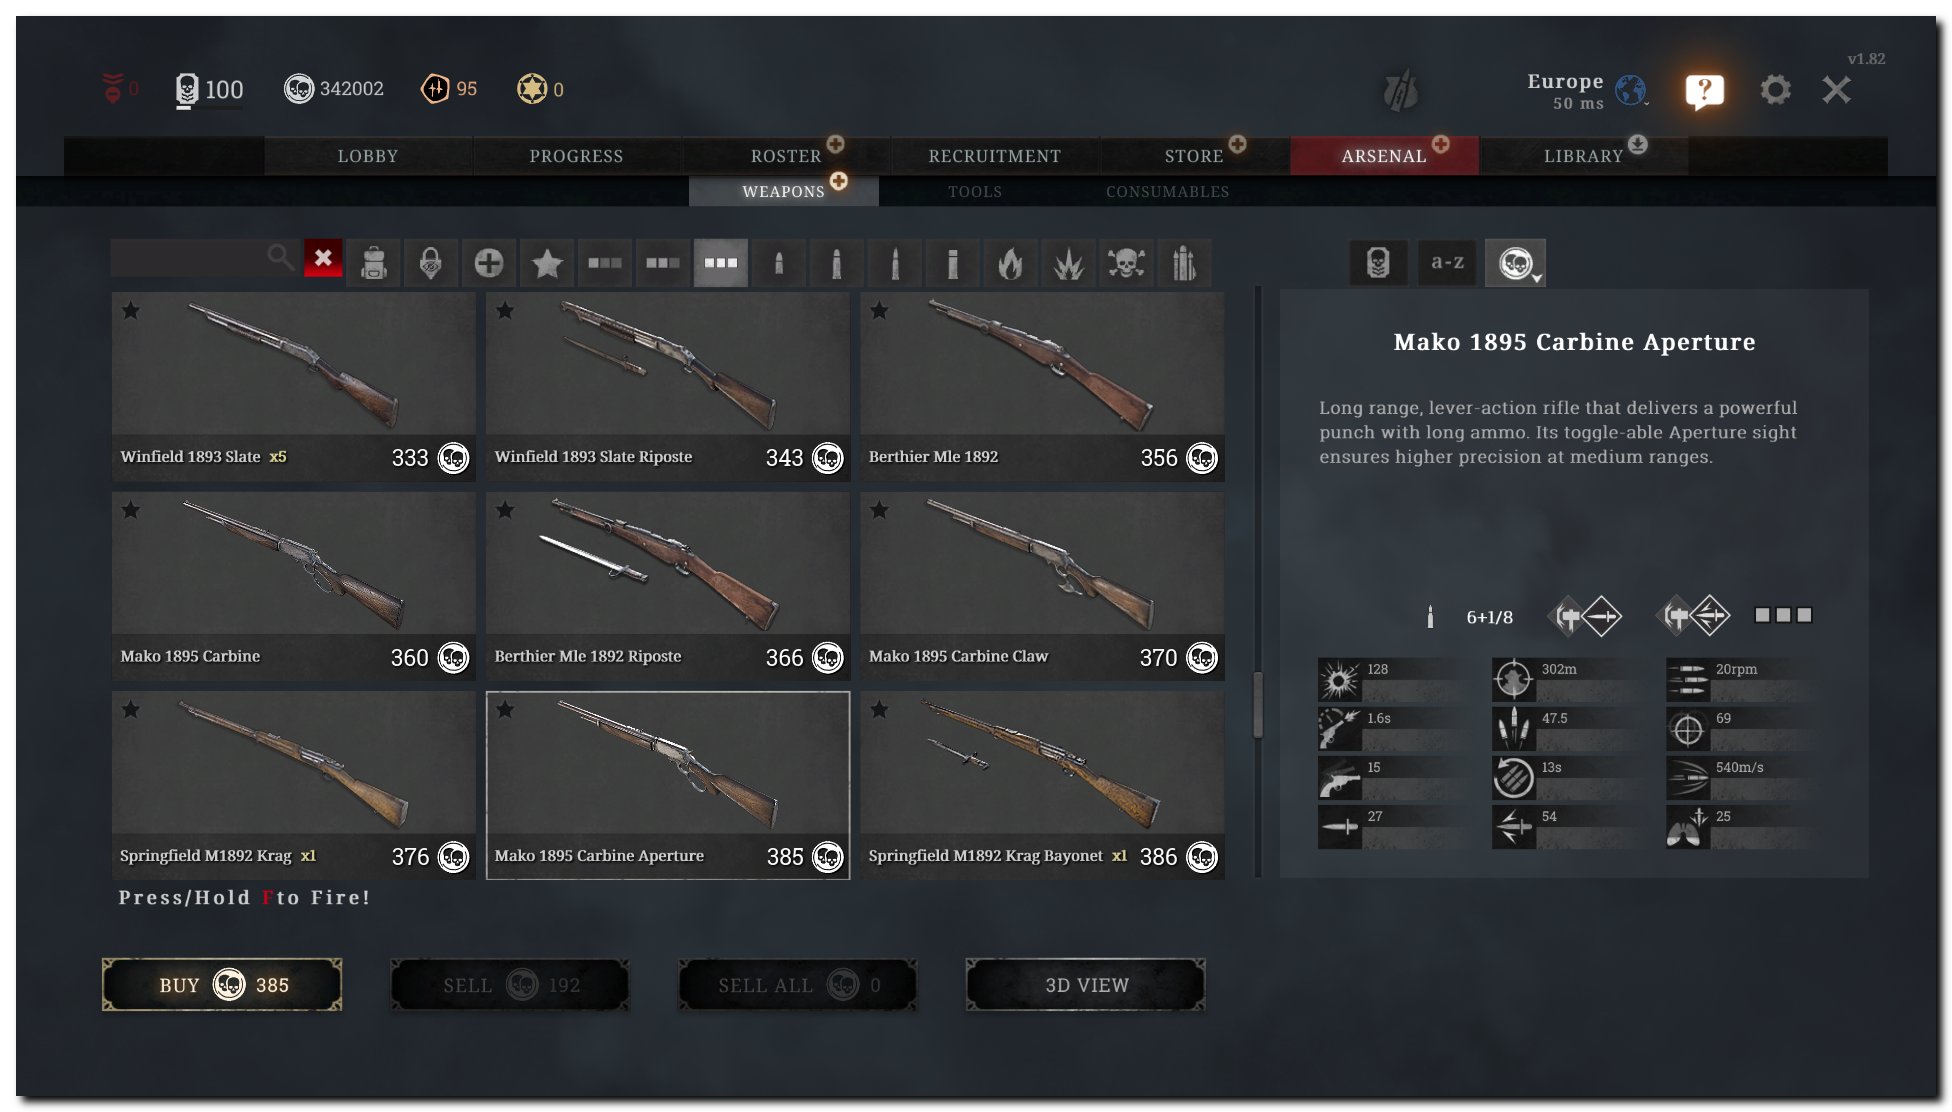 v1.82
0
100
342002
95
0
Europe
50 ms
?
LOBBY
PROGRESS
ROSTER
RECRUITMENT
STORE
ARSENAL
LIBRARY
WEAPONS
TOOLS
CONSUMABLES
a-z
Winfield 1893 Slate x5 333
Winfield 1893 Slate Riposte 343
Berthier Mle 1892 356
Mako 1895 Carbine 360
Berthier Mle 1892 Riposte 366
Mako 1895 Carbine Claw 370
Springfield M1892 Krag x1 376
Mako 1895 Carbine Aperture 385
Springfield M1892 Krag Bayonet x1 386
Press/Hold F to Fire!
BUY 385
SELL 192
SELL ALL 0
3D VIEW
Mako 1895 Carbine Aperture
Long range, lever-action rifle that delivers a powerful
punch with long ammo. Its toggle-able Aperture sight
ensures higher precision at medium ranges.
6+1/8
128 302m 20rpm
1.6s 47.5 69
15 13s 540m/s
27 54 25